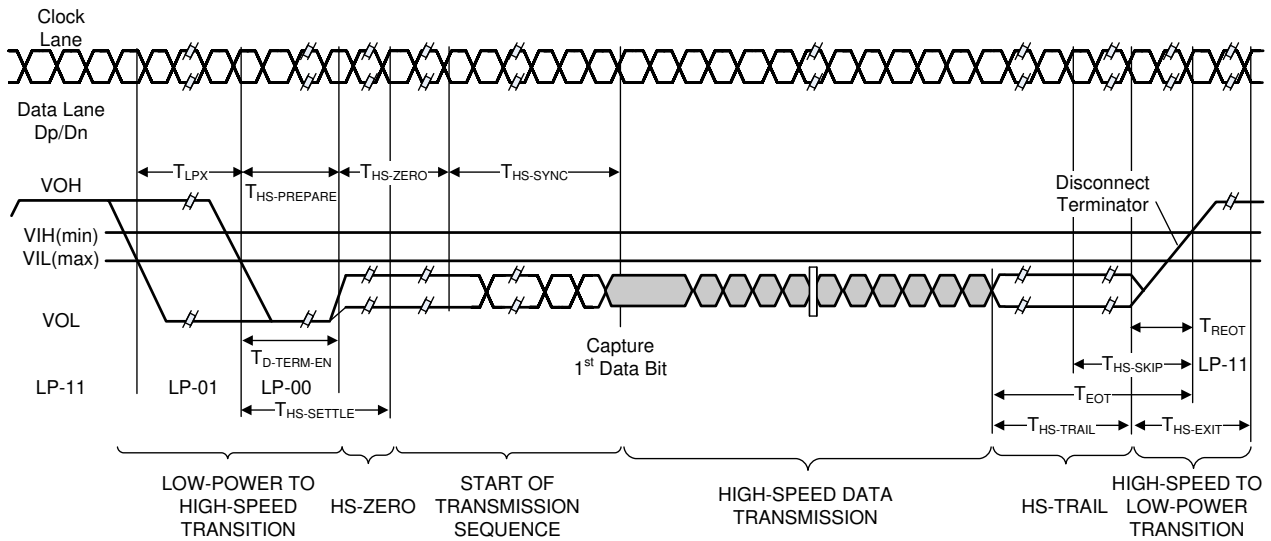 Clock
Lane
Data Lane
Dp/Dn
TLPX
THS-PREPARE
THS-ZERO
THS-SYNC
VOH
Disconnect
Terminator
VIH(min)
VIL(max)
VOL
TD-TERM-EN
Capture
1st Data Bit
TREOT
THS-SKIP
LP-11
LP-11
LP-01
LP-00
TEOT
THS-SETTLE
THS-TRAIL
THS-EXIT
LOW-POWER TO
HIGH-SPEED
TRANSITION
HS-ZERO
START OF
TRANSMISSION
SEQUENCE
HIGH-SPEED DATA
TRANSMISSION
HS-TRAIL
HIGH-SPEED TO
LOW-POWER
TRANSITION